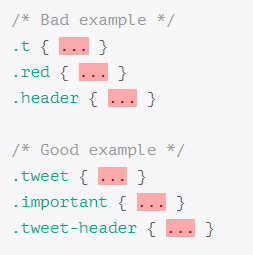 /* Bad example */
.t { ... }
.red { ... }
.header { ... }
/* Good example */
.tweet { ... }
.important { ... }
.tweet-header { ... }